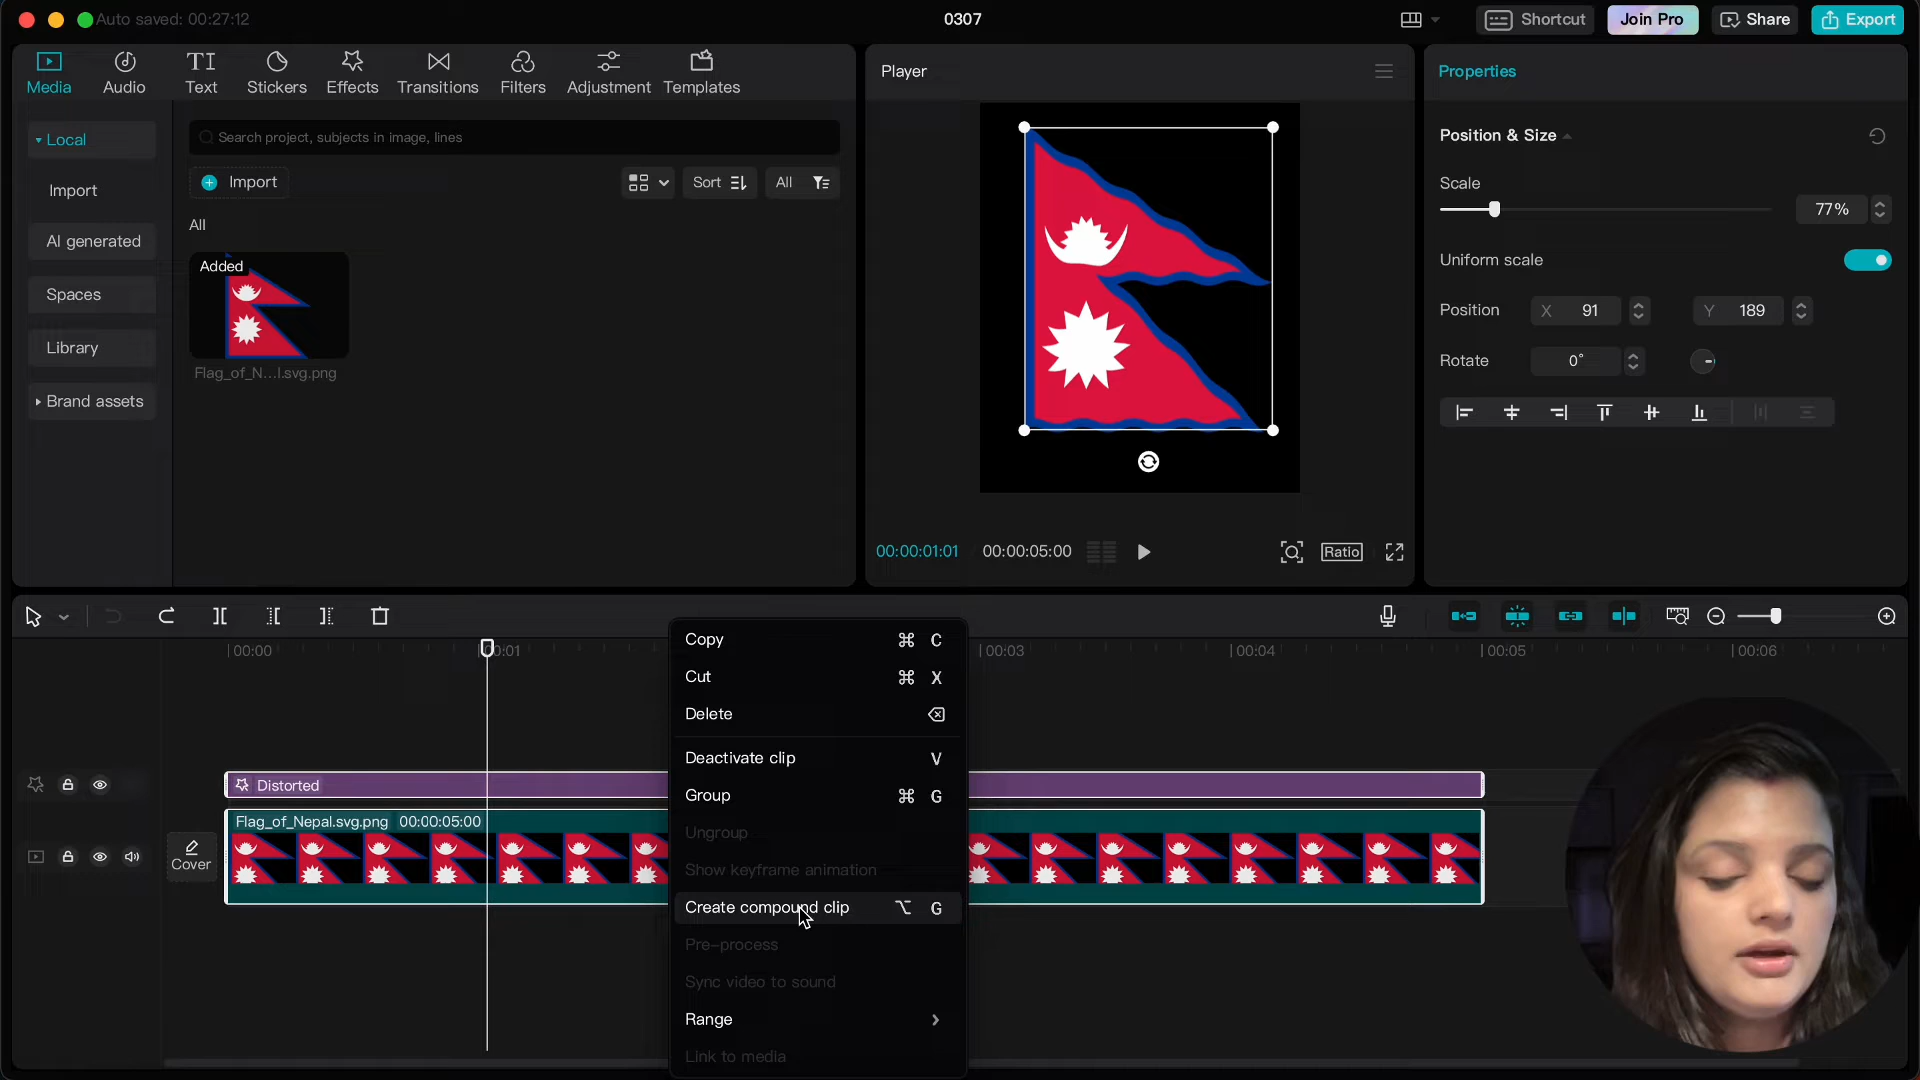 Auto saved: 00:27:12
0307
Shortcut
Join Pro
Share
Export
Media
Audio
Text
Stickers
Effects
Transitions
Filters
Adjustment
Templates
Local
Import
AI generated
Spaces
Library
Brand assets
Search project, subjects in image, lines
Import
Sort
All
All
Added
Flag_of_N...l.svg.png
Player
00:00:01:01
00:00:05:00
Ratio
Properties
Position & Size
Scale
77%
Uniform scale
Position
X 91
Y 189
Rotate
0°
00:00
00:03
00:04
00:05
00:06
Distorted
Cover
Flag_of_Nepal.svg.png 00:00:05:00
Copy ⌘ C
Cut ⌘ X
Delete
Deactivate clip V
Group ⌘ G
Ungroup
Show keyframe animation
Create compound clip ⌥ G
Pre-process
Sync video to sound
Range
Link to media